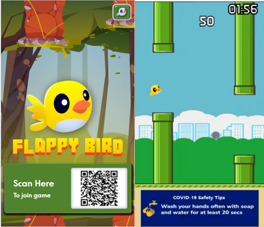 FLAPPY BIRD
Scan Here
To join game
01:56
50
COVID-19 Safety Tips
Wash your hands often with soap
and water for at least 20 secs